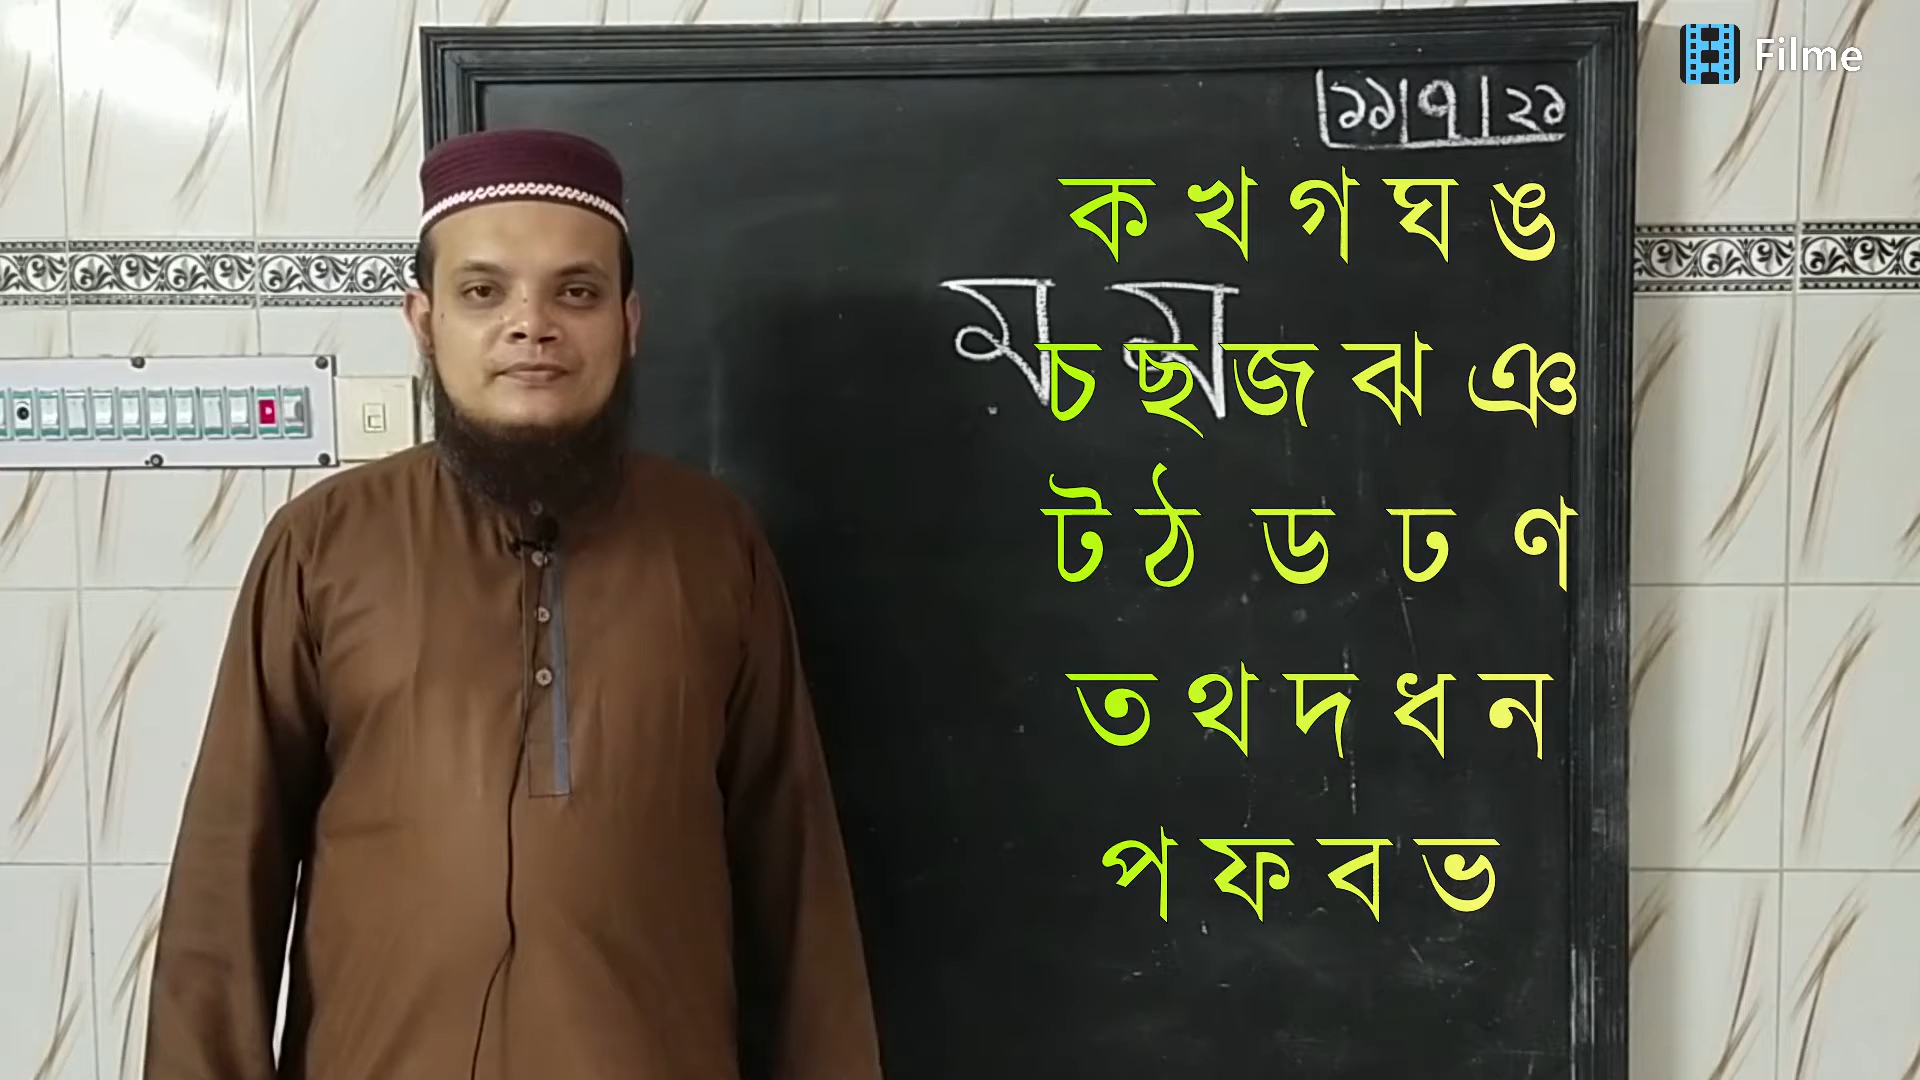 Filme
১১|৭|২১
ক খ গ ঘ ঙ
ম ম
চ ছ জ ঝ ঞ
ট ঠ ড ঢ ণ
ত থ দ ধ ন
প ফ ব ভ